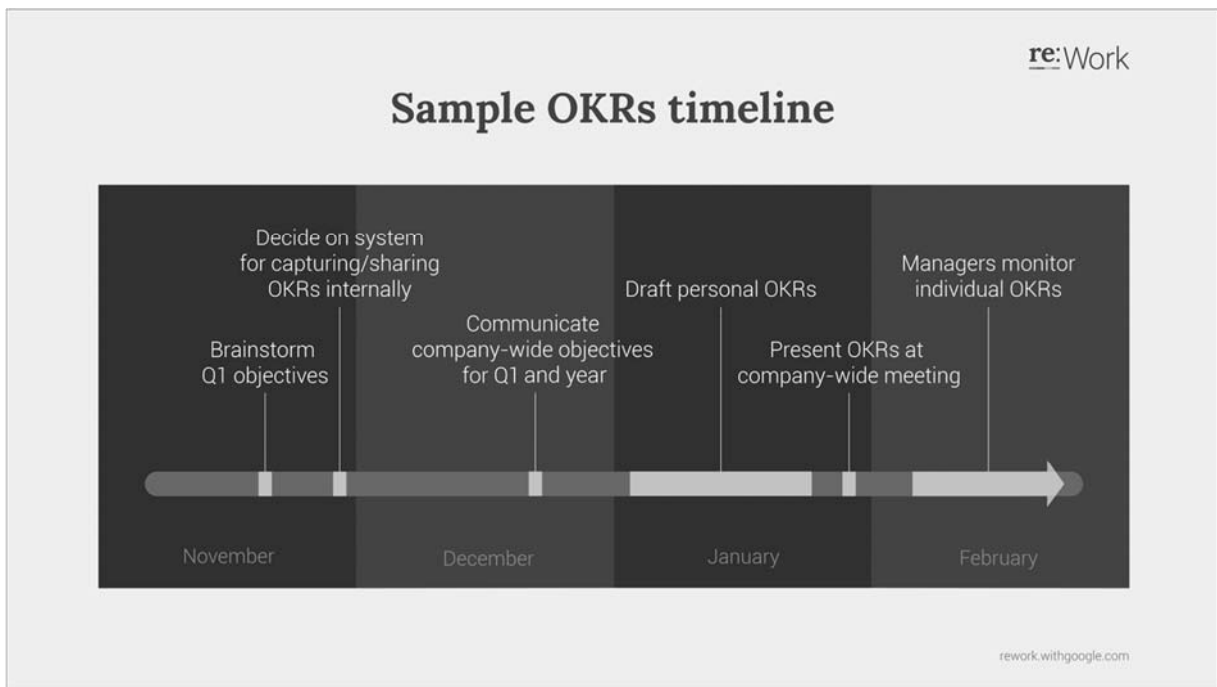 re:Work
Sample OKRs timeline
Decide on system
for capturing/sharing
OKRs internally
Brainstorm
Q1 objectives
Communicate
company-wide objectives
for Q1 and year
Draft personal OKRs
Present OKRs at
company-wide meeting
Managers monitor
individual OKRs
November
December
January
February
rework.withgoogle.com